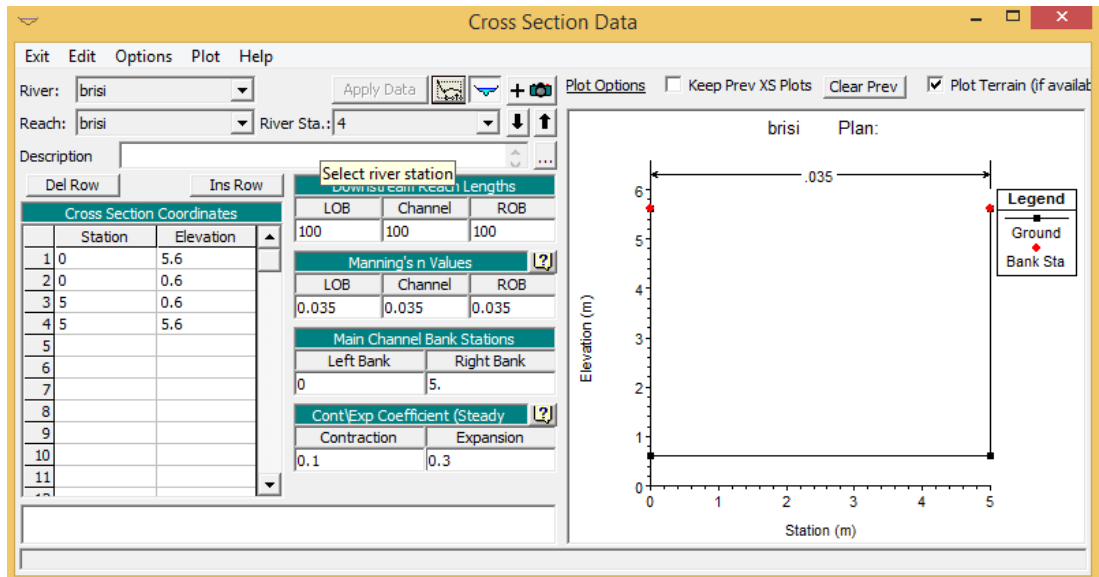 Cross Section Data
Exit Edit Options Plot Help
River: brisi
Apply Data
Plot Options Keep Prev XS Plots Clear Prev Plot Terrain (if availab
Reach: brisi River Sta.: 4
Description ...
Select river station
Del Row Ins Row
Cross Section Coordinates
Station Elevation
1 0 5.6
2 0 0.6
3 5 0.6
4 5 5.6
5
6
7
8
9
10
11
Downstream Reach Lengths
LOB Channel ROB
100 100 100
Manning's n Values
LOB Channel ROB
0.035 0.035 0.035
Main Channel Bank Stations
Left Bank Right Bank
0 5.
Cont\Exp Coefficient (Steady
Contraction Expansion
0.1 0.3
brisi Plan:
.035
Legend
Ground
Bank Sta
Elevation (m)
6
5
4
3
2
1
0
0 1 2 3 4 5
Station (m)